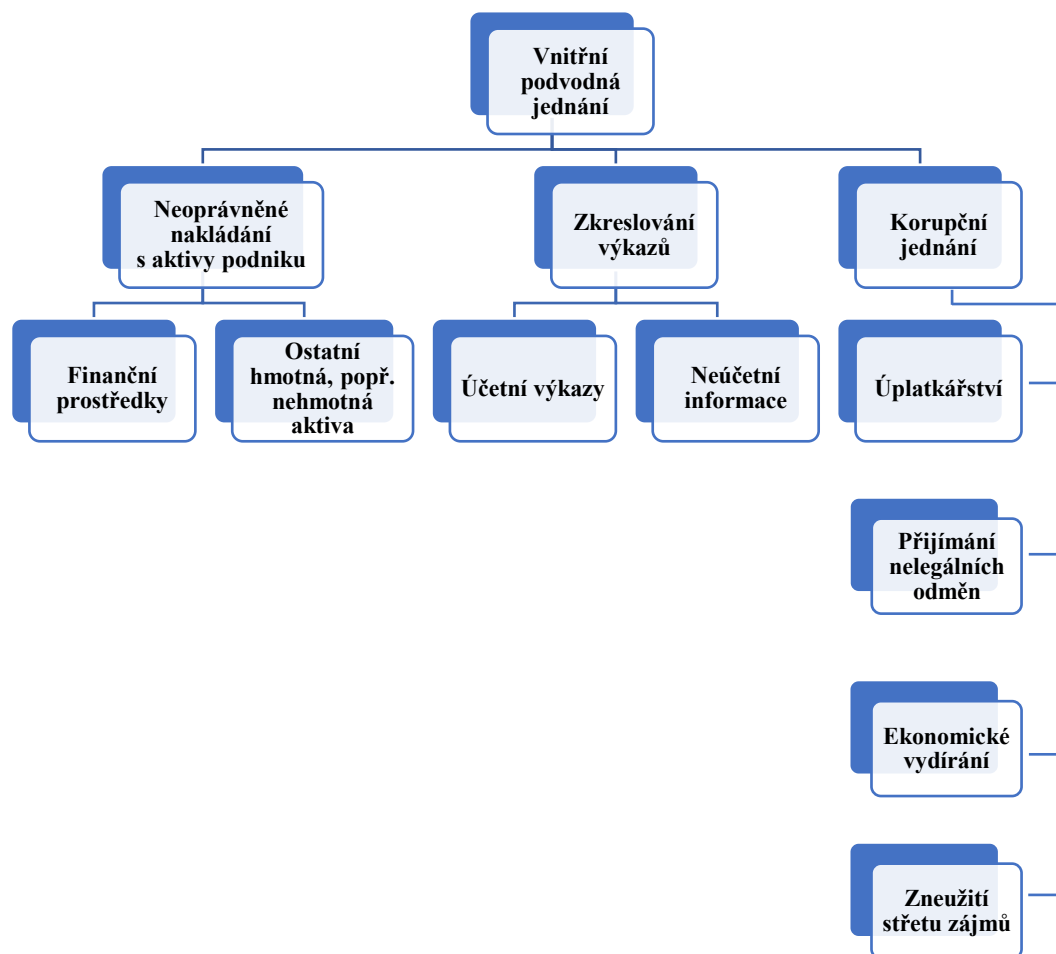 Vnitřní
podvodná
jednání
Neoprávněné
nakládání
s aktivy podniku
Zkreslování
výkazů
Korupční
jednání
Finanční
prostředky
Ostatní
hmotná, popř.
nehmotná
aktiva
Účetní výkazy
Neúčetní
informace
Úplatkářství
Přijímání
nelegálních
odměn
Ekonomické
vydírání
Zneužití
střetu zájmů